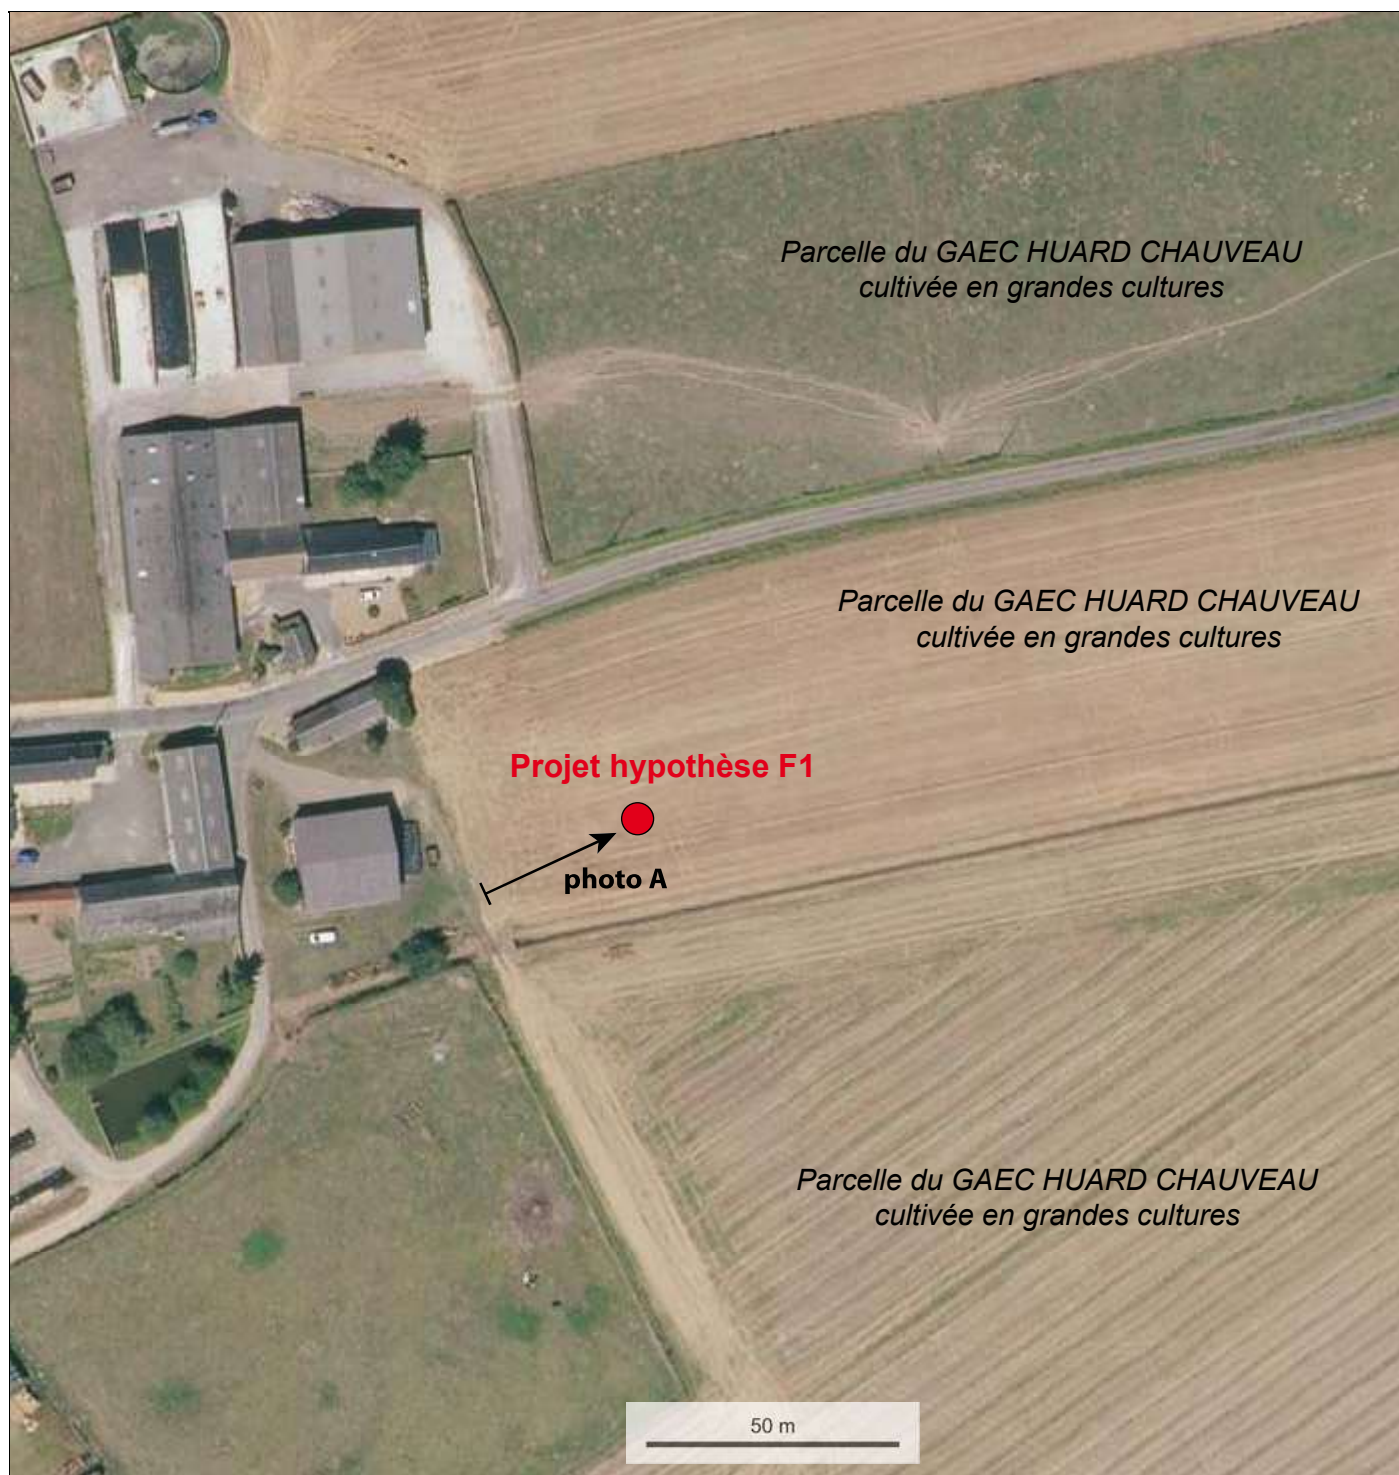 Parcelle du GAEC HUARD CHAUVEAU
cultivée en grandes cultures
Parcelle du GAEC HUARD CHAUVEAU
cultivée en grandes cultures
Projet hypothèse F1
photo A
Parcelle du GAEC HUARD CHAUVEAU
cultivée en grandes cultures
50 m